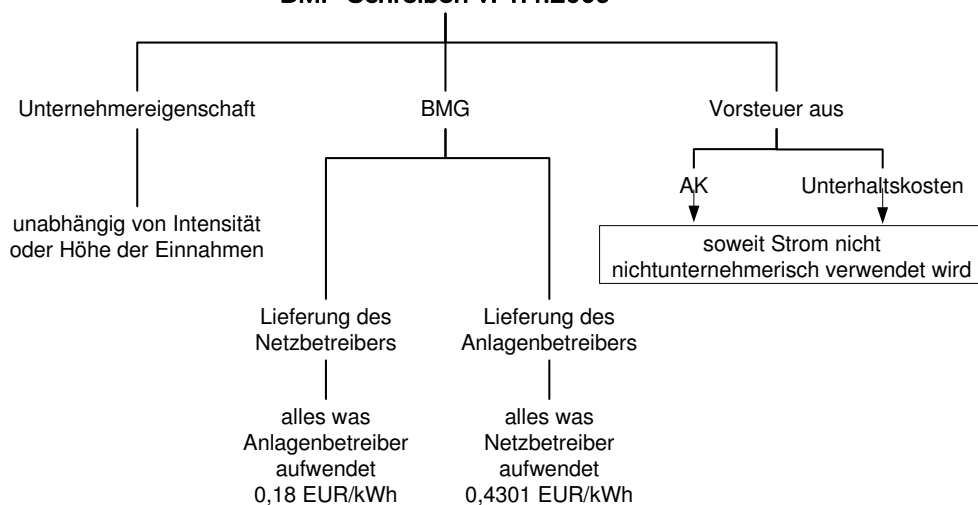 Unternehmereigenschaft
BMG
Vorsteuer aus
AK
Unterhaltskosten
unabhängig von Intensität
oder Höhe der Einnahmen
soweit Strom nicht
nichtunternehmerisch verwendet wird
Lieferung des
Netzbetreibers
Lieferung des
Anlagenbetreibers
alles was
Anlagenbetreiber
aufwendet
0,18 EUR/kWh
alles was
Netzbetreiber
aufwendet
0,4301 EUR/kWh